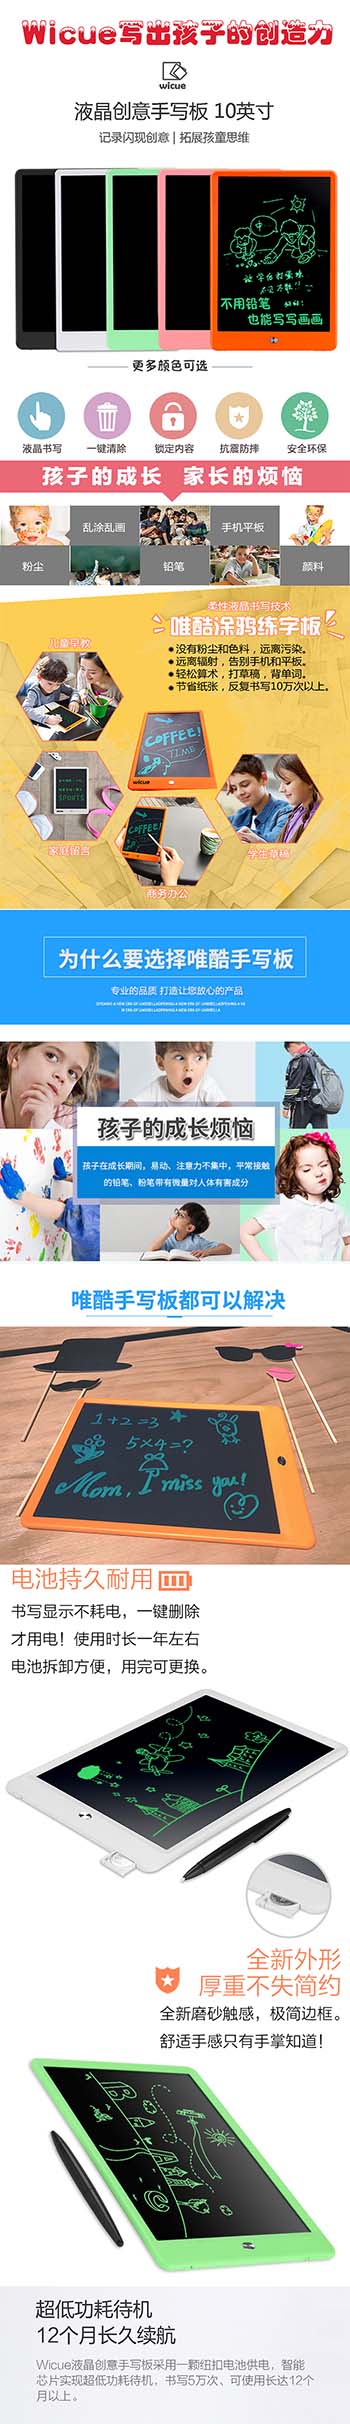 Wicue写出孩子的创造力
wicue
液晶创意手写板 10英寸
记录闪现创意 | 拓展孩童思维
不用铅笔
也能写写画画
更多颜色可选
液晶书写 一键清除 锁定内容 抗震防摔 安全环保
孩子的成长 家长的烦恼
乱涂乱画 手机平板
粉尘 铅笔 颜料
柔性液晶书写技术
唯酷涂鸦练字板
儿童早教
●没有粉尘和色料，远离污染。
●远离辐射，告别手机和平板。
●轻松算术，打草稿，背单词。
●节省纸张，反复书写10万次以上。
COFFEE!
TIME
wicue
SPORTS
COFFEE!
家庭留言
学生草稿
商务办公
为什么要选择唯酷手写板
专业的品质 打造让您放心的产品
孩子的成长烦恼
孩子在成长期间，易动、注意力不集中，平常接触
的铅笔、粉笔带有微量对人体有害成分
唯酷手写板都可以解决
1+2=3
5×4=?
Mom, I miss you!
电池持久耐用
书写显示不耗电，一键删除
才用电！使用时长一年左右
电池拆卸方便，用完可更换。
全新外形
厚重不失简约
全新磨砂触感，极简边框。
舒适手感只有手掌知道！
超低功耗待机
12个月长久续航
Wicue液晶创意手写板采用一颗纽扣电池供电，智能
芯片实现超低功耗待机，书写5万次、可使用长达12个
月以上。